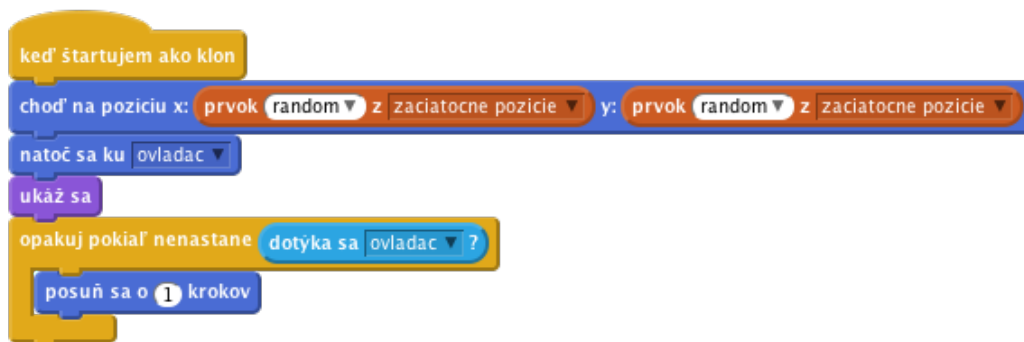 keď štartujem ako klon
choď na pozíciu x: prvok random z zaciatocne pozicie y: prvok random z zaciatocne pozicie
natoč sa ku ovladac
ukáž sa
opakuj pokiaľ nenastane dotýka sa ovladac ?
posuň sa o 1 krokov